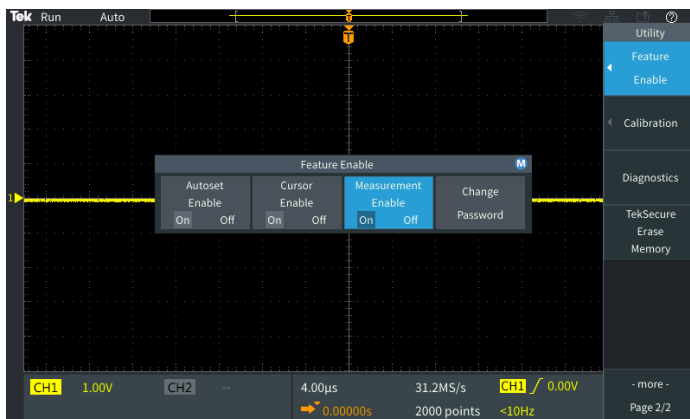 Tek Run Auto
T
T
Utility
Feature
Enable
Calibration
Diagnostics
TekSecure
Erase
Memory
- more -
Page 2/2
Feature Enable M
Autoset
Enable
On Off
Cursor
Enable
On Off
Measurement
Enable
On Off
Change
Password
1
CH1 1.00V CH2 -- 4.00µs 31.2MS/s CH1 0.00V
0.00000s 2000 points <10Hz